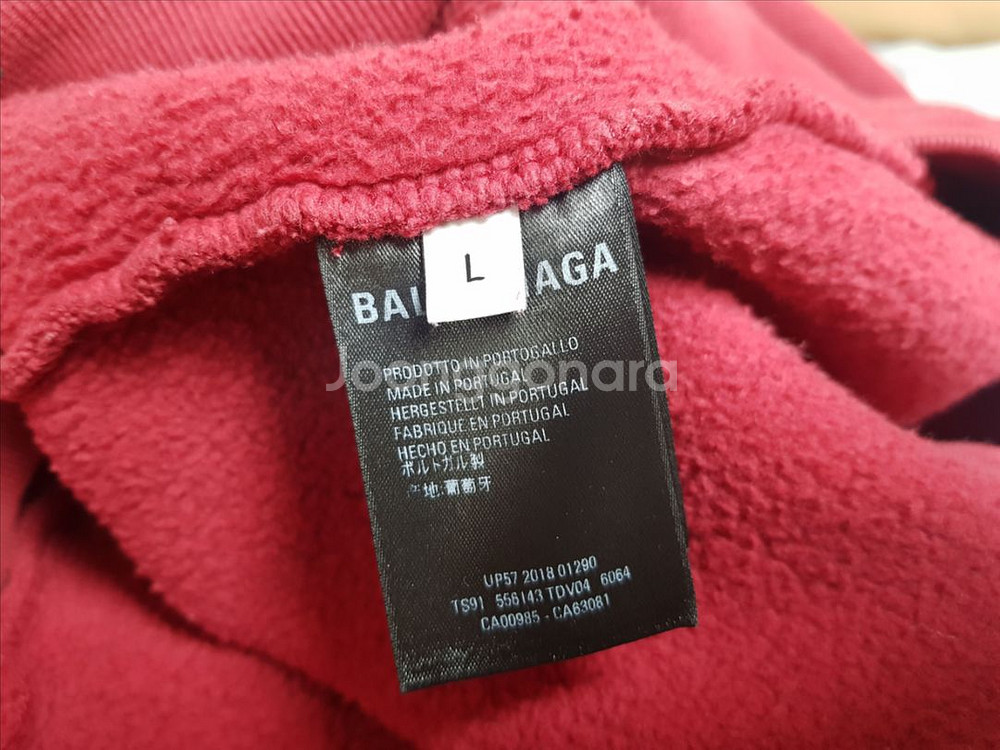 L
BAL AGA
PRODOTTO IN PORTOGALLO
MADE IN PORTUGAL
HERGESTELLT IN PORTUGAL
FABRIQUE EN PORTUGAL
HECHO EN PORTUGAL
ポルトガル製
产地:葡萄牙
UP57 2018 01290
TS91 556143 TDV04 6064
CA00985 - CA63081
Joonggonara